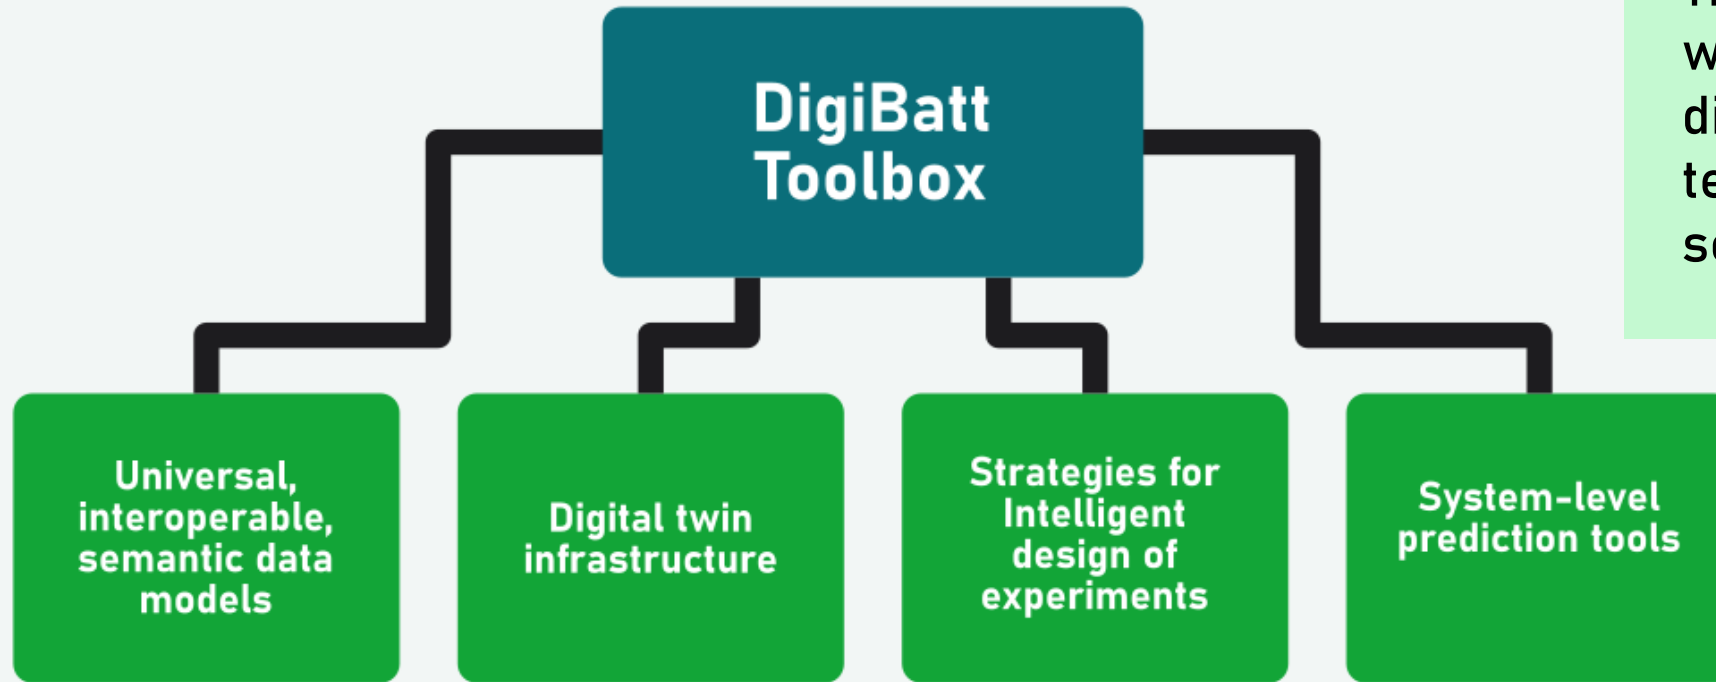 DigiBatt
Toolbox
Universal,
interoperable,
semantic data
models
Digital twin
infrastructure
Strategies for
Intelligent
design of
experiments
System-level
prediction tools